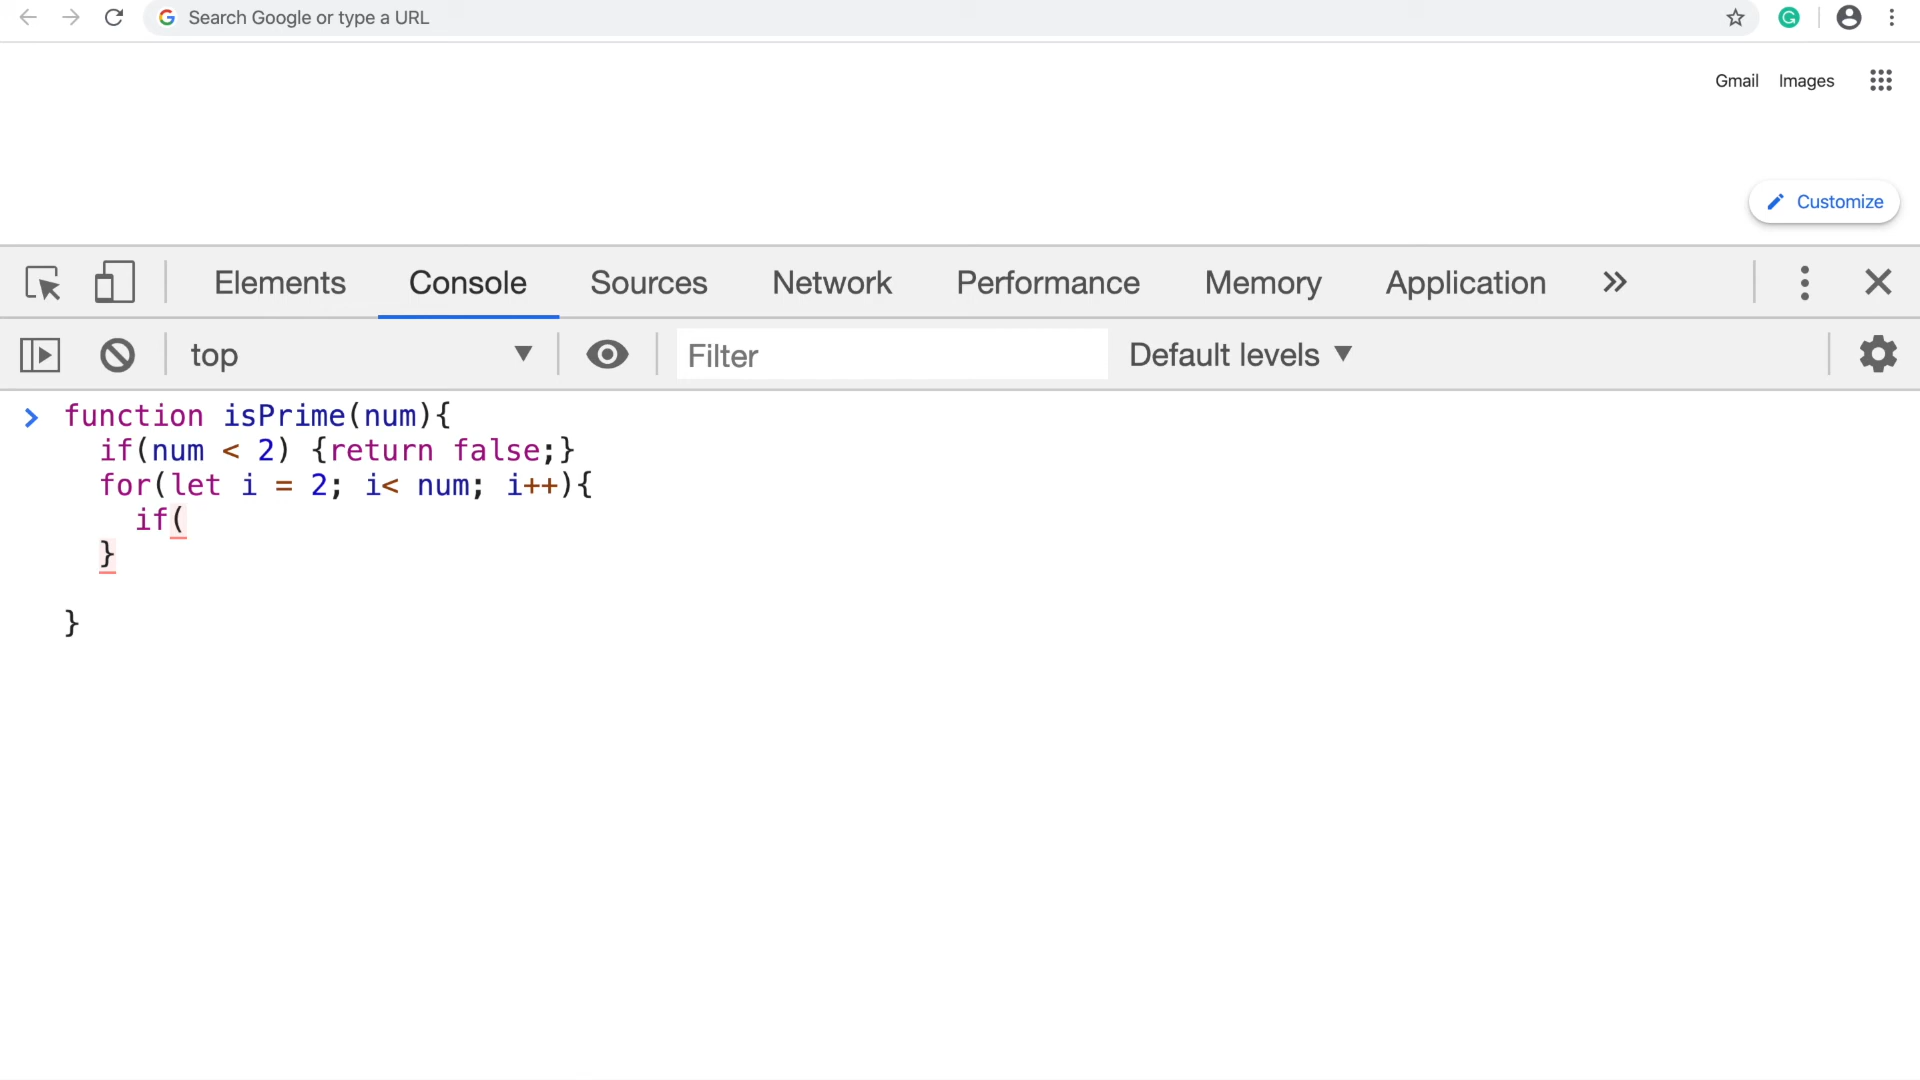 Search Google or type a URL
Gmail Images
Customize
Elements Console Sources Network Performance Memory Application
top Filter Default levels
function isPrime(num){
if(num < 2) {return false;}
for(let i = 2; i< num; i++){
if(
}
}